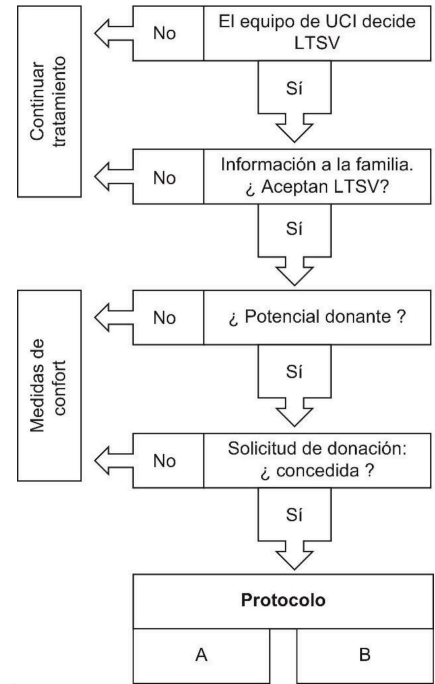 No
El equipo de UCI decide
LTSV
Continuar
tratamiento
Sí
No
Información a la familia.
¿ Aceptan LTSV?
Sí
No
¿ Potencial donante ?
Medidas de
confort
Sí
No
Solicitud de donación:
¿ concedida ?
Sí
Protocolo
A
B